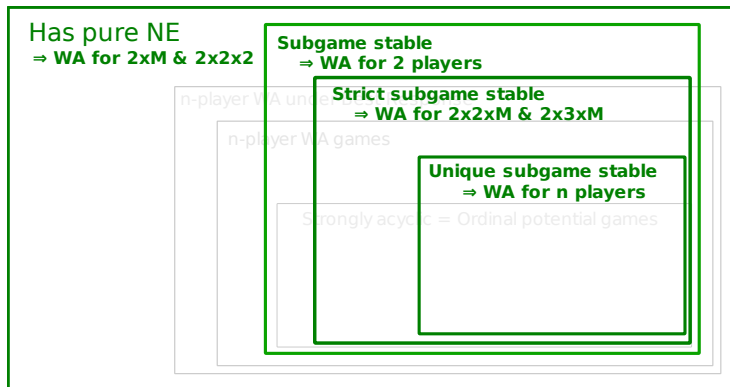 Has pure NE
⇒ WA for 2xM & 2x2x2
Subgame stable
⇒ WA for 2 players
n-player WA under
Strict subgame stable
⇒ WA for 2x2xM & 2x3xM
n-player WA games
Unique subgame stable
⇒ WA for n players
Strongly acyclic = Ordinal potential games